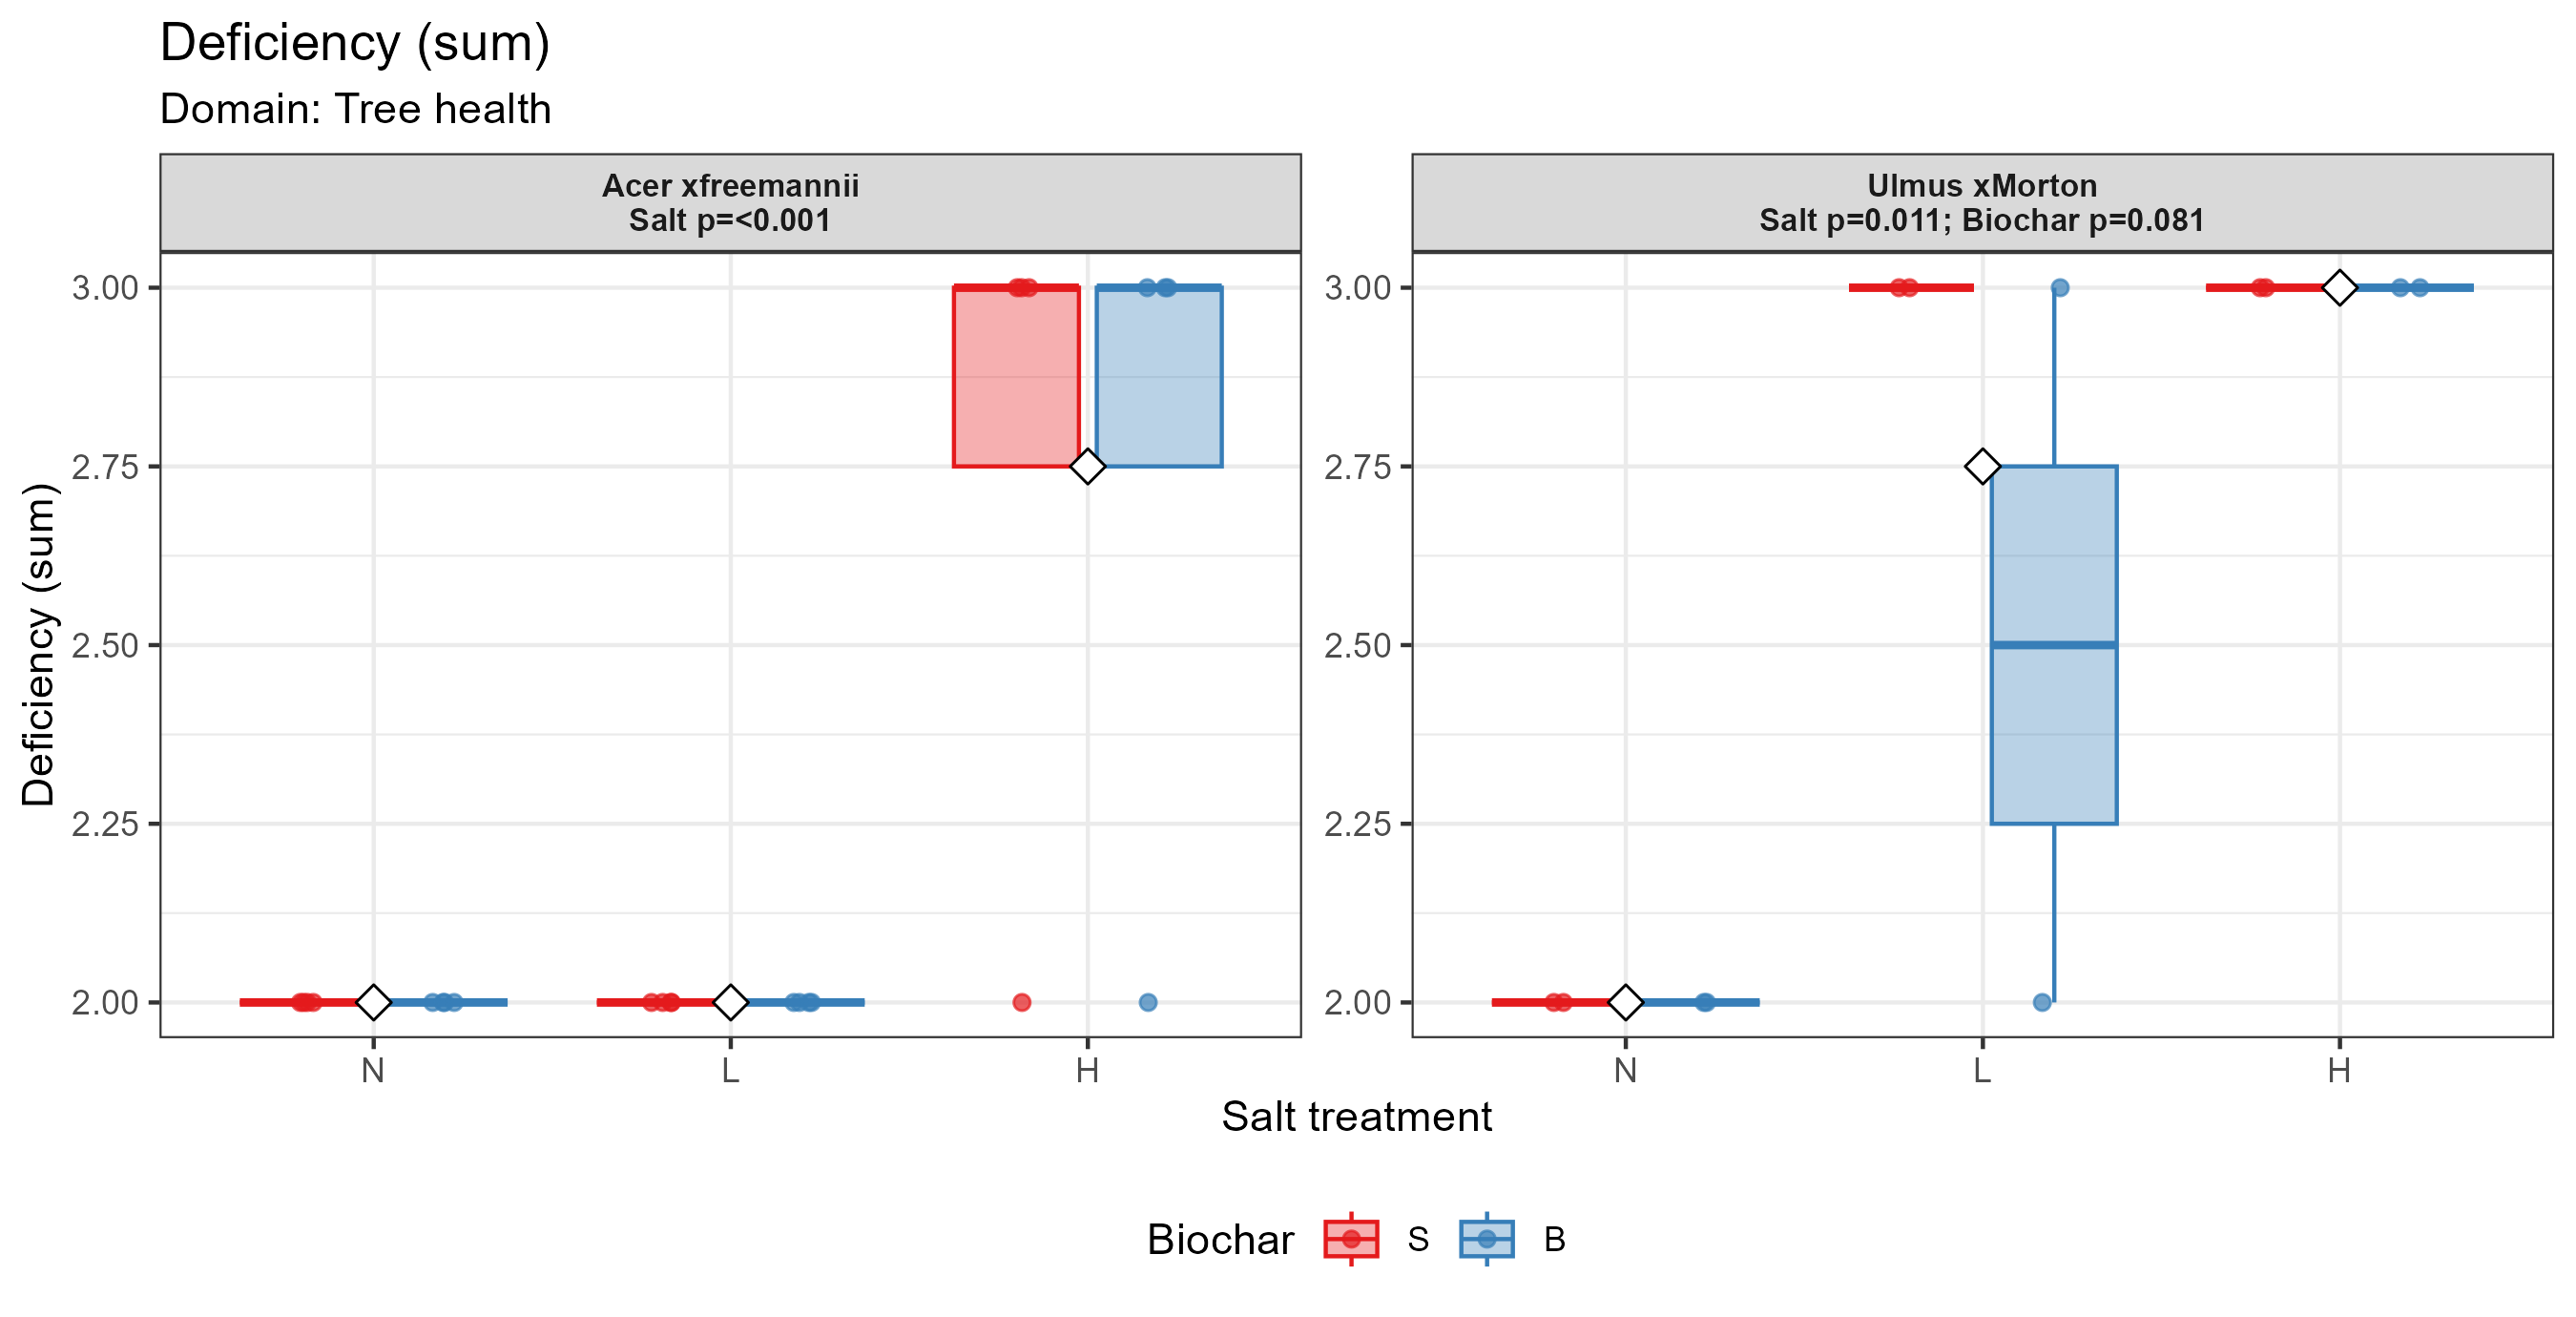 Deficiency (sum)
Domain: Tree health
Acer xfreemannii
Salt p=<0.001
Ulmus xMorton
Salt p=0.011; Biochar p=0.081
Deficiency (sum)
3.00
2.75
2.50
2.25
2.00
3.00
2.75
2.50
2.25
2.00
N
L
H
N
L
H
Salt treatment
Biochar
S
B